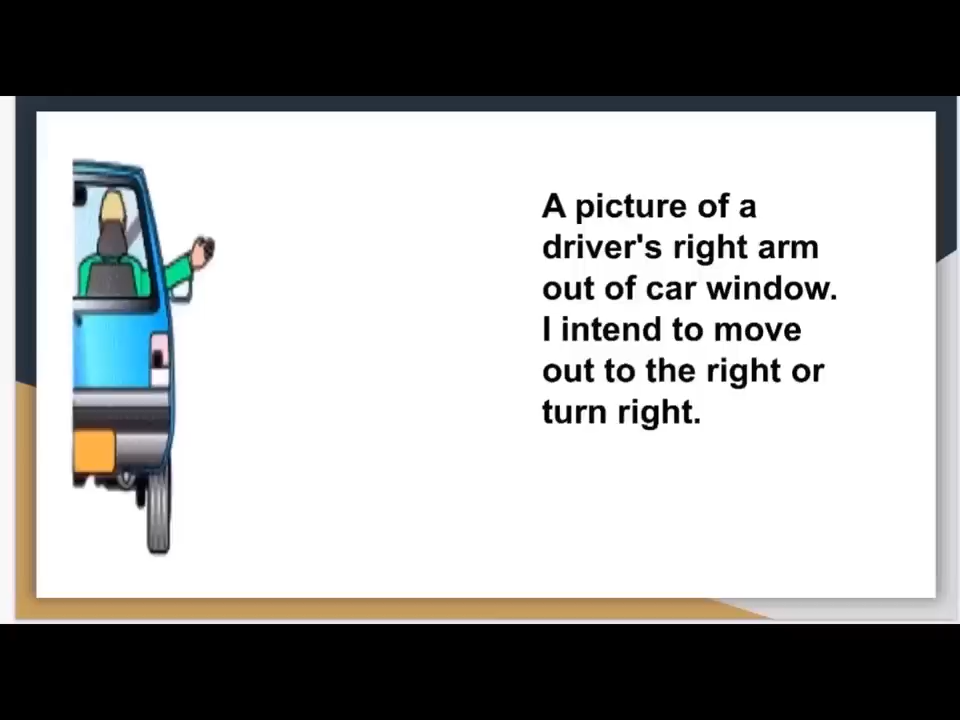 A picture of a
driver's right arm
out of car window.
I intend to move
out to the right or
turn right.